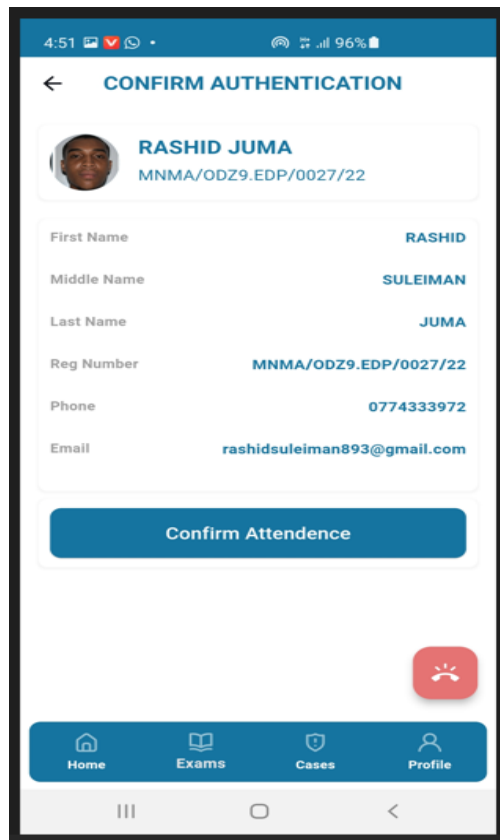 4:51 96%
CONFIRM AUTHENTICATION
RASHID JUMA
MNMA/ODZ9.EDP/0027/22
First Name RASHID
Middle Name SULEIMAN
Last Name JUMA
Reg Number MNMA/ODZ9.EDP/0027/22
Phone 0774333972
Email rashidsuleiman893@gmail.com
Confirm Attendence
Home Exams Cases Profile